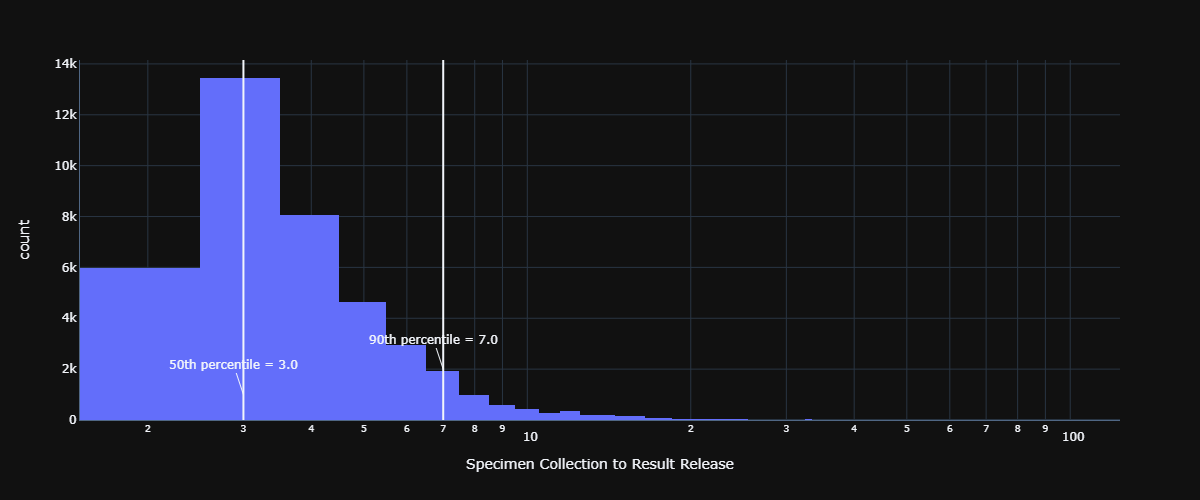 14k
12k
10k
8k
6k
4k
2k
0
count
90th percentile = 7.0
50th percentile = 3.0
2 3 4 5 6 7 8 9 10 2 3 4 5 6 7 8 9 100
Specimen Collection to Result Release